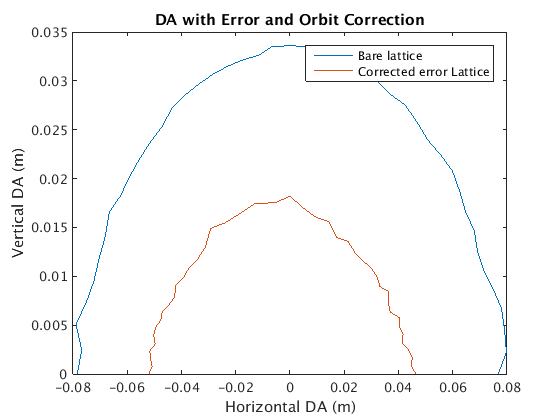 DA with Error and Orbit Correction
Bare lattice
Corrected error Lattice
Vertical DA (m)
0.035
0.03
0.025
0.02
0.015
0.01
0.005
0
-0.08 -0.06 -0.04 -0.02 0 0.02 0.04 0.06 0.08
Horizontal DA (m)